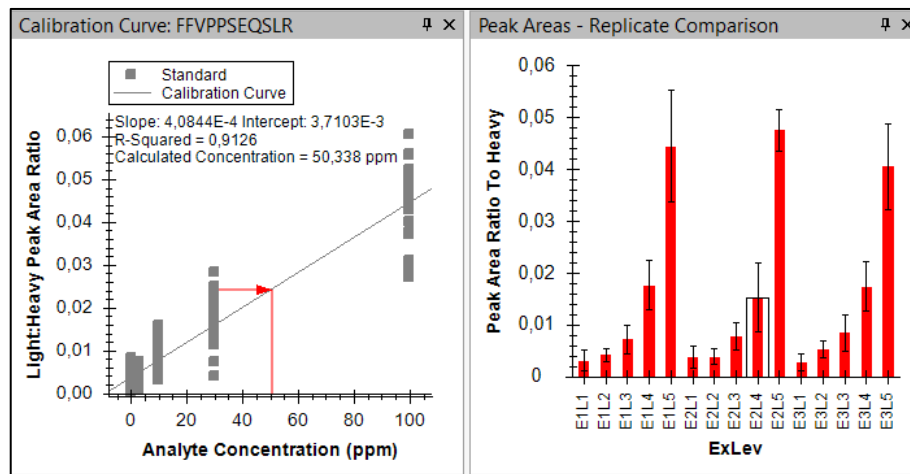 Calibration Curve: FFVPPSEQSLR
Standard
Calibration Curve
Slope: 4,0844E-4 Intercept: 3,7103E-3
R-Squared = 0,9126
Calculated Concentration = 50,338 ppm
Light:Heavy Peak Area Ratio
0,06
0,05
0,04
0,03
0,02
0,01
0,00
0
20
40
60
80
100
Analyte Concentration (ppm)
Peak Areas - Replicate Comparison
Peak Area Ratio To Heavy
0,06
0,05
0,04
0,03
0,02
0,01
0
E1L1
E1L2
E1L3
E1L4
E1L5
E2L1
E2L2
E2L3
E2L4
E2L5
E3L1
E3L2
E3L3
E3L4
E3L5
ExLev